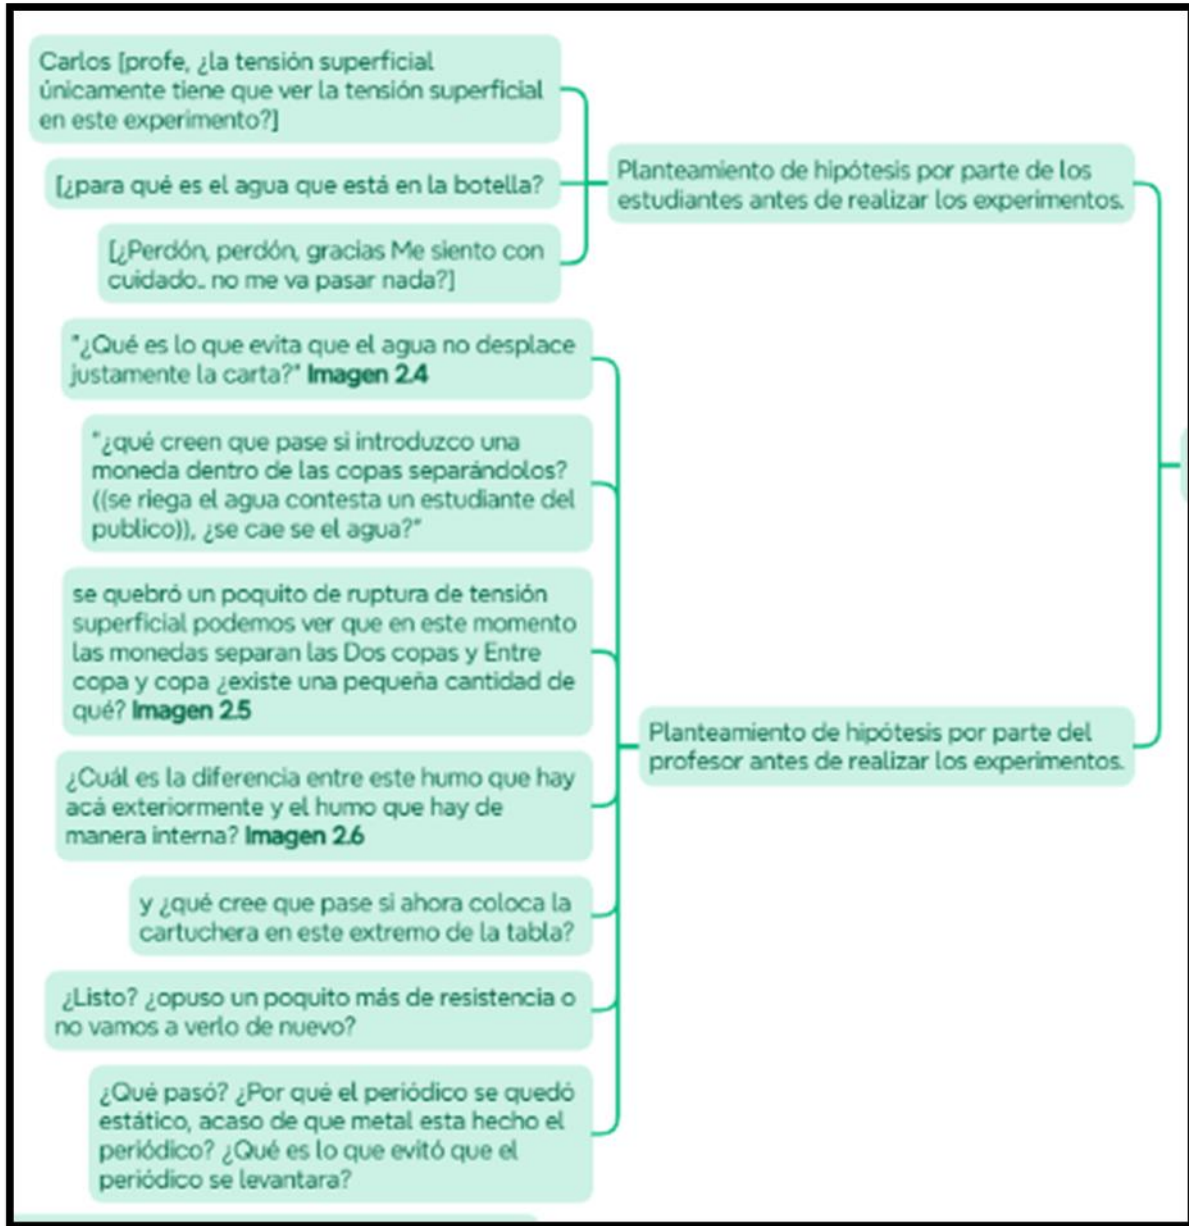 Carlos [profe, ¿la tensión superficial
únicamente tiene que ver la tensión superficial
en este experimento?]
[¿para qué es el agua que está en la botella?
[¿Perdón, perdón, gracias Me siento con
cuidado.. no me va pasar nada?]
Planteamiento de hipótesis por parte de los
estudiantes antes de realizar los experimentos.
"¿Qué es lo que evita que el agua no desplace
justamente la carta?" Imagen 2.4
"¿qué creen que pase si introduzco una
moneda dentro de las copas separándolos?
((se riega el agua contesta un estudiante del
publico)), ¿se cae se el agua?"
se quebró un poquito de ruptura de tensión
superficial podemos ver que en este momento
las monedas separan las Dos copas y Entre
copa y copa ¿existe una pequeña cantidad de
qué? Imagen 2.5
¿Cuál es la diferencia entre este humo que hay
acá exteriormente y el humo que hay de
manera interna? Imagen 2.6
y ¿qué cree que pase si ahora coloca la
cartuchera en este extremo de la tabla?
¿Listo? ¿opuso un poquito más de resistencia o
no vamos a verlo de nuevo?
¿Qué pasó? ¿Por qué el periódico se quedó
estático, acaso de que metal esta hecho el
periódico? ¿Qué es lo que evitó que el
periódico se levantara?
Planteamiento de hipótesis por parte del
profesor antes de realizar los experimentos.